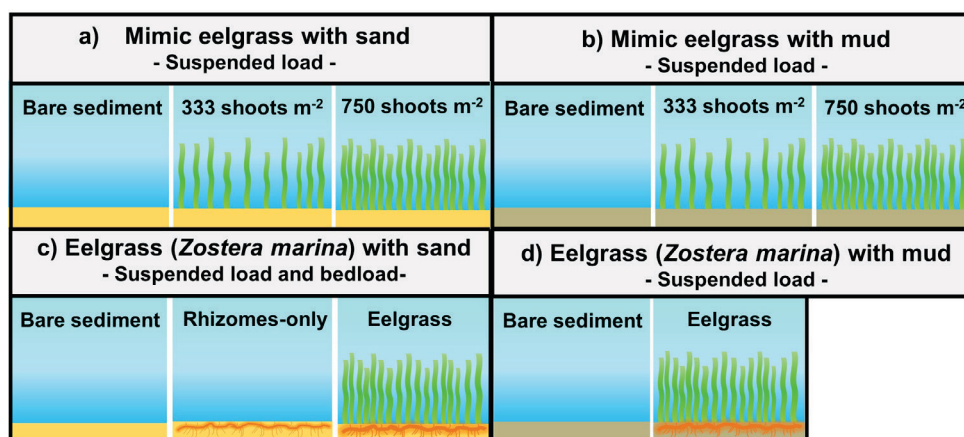 a) Mimic eelgrass with sand
- Suspended load -
Bare sediment
333 shoots m⁻²
750 shoots m⁻²
b) Mimic eelgrass with mud
- Suspended load -
Bare sediment
333 shoots m⁻²
750 shoots m⁻²
c) Eelgrass (Zostera marina) with sand
- Suspended load and bedload-
Bare sediment
Rhizomes-only
Eelgrass
d) Eelgrass (Zostera marina) with mud
- Suspended load -
Bare sediment
Eelgrass